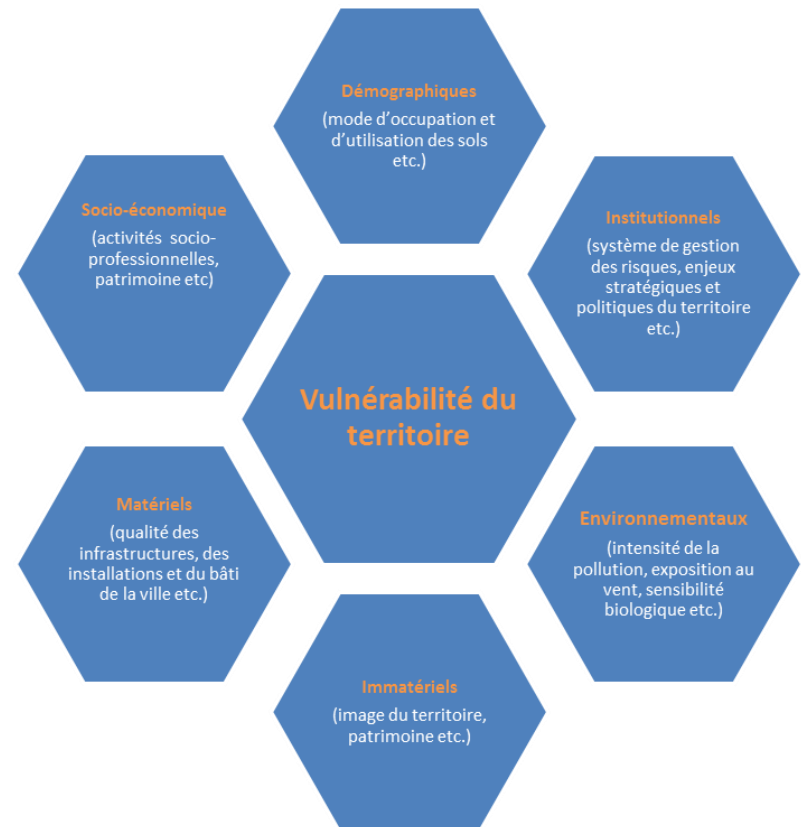 Démographiques
(mode d'occupation et
d'utilisation des sols
etc.)
Socio-économique
(activités socio-
professionnelles,
patrimoine etc)
Institutionnels
(système de gestion
des risques, enjeux
stratégiques et
politiques du territoire
etc.)
Vulnérabilité du
territoire
Matériels
(qualité des
infrastructures, des
installations et du bâti
de la ville etc.)
Environnementaux
(intensité de la
pollution, exposition au
vent, sensibilité
biologique etc.)
Immatériels
(image du territoire,
patrimoine etc.)